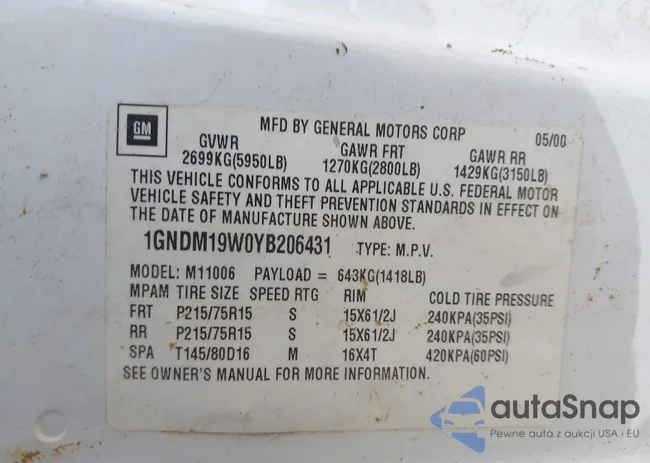 GM
MFD BY GENERAL MOTORS CORP 05/00
GVWR GAWR FRT GAWR RR
2699KG(5950LB) 1270KG(2800LB) 1429KG(3150LB)
THIS VEHICLE CONFORMS TO ALL APPLICABLE U.S. FEDERAL MOTOR
VEHICLE SAFETY AND THEFT PREVENTION STANDARDS IN EFFECT ON
THE DATE OF MANUFACTURE SHOWN ABOVE.
1GNDM19W0YB206431 TYPE: M.P.V.
MODEL: M11006 PAYLOAD = 643KG(1418LB)
MPAM TIRE SIZE SPEED RTG RIM COLD TIRE PRESSURE
FRT P215/75R15 S 15X61/2J 240KPA(35PSI)
RR P215/75R15 S 15X61/2J 240KPA(35PSI)
SPA T145/80D16 M 16X4T 420KPA(60PSI)
SEE OWNER'S MANUAL FOR MORE INFORMATION.
autaSnap
Pewne auta z aukcji USA i EU